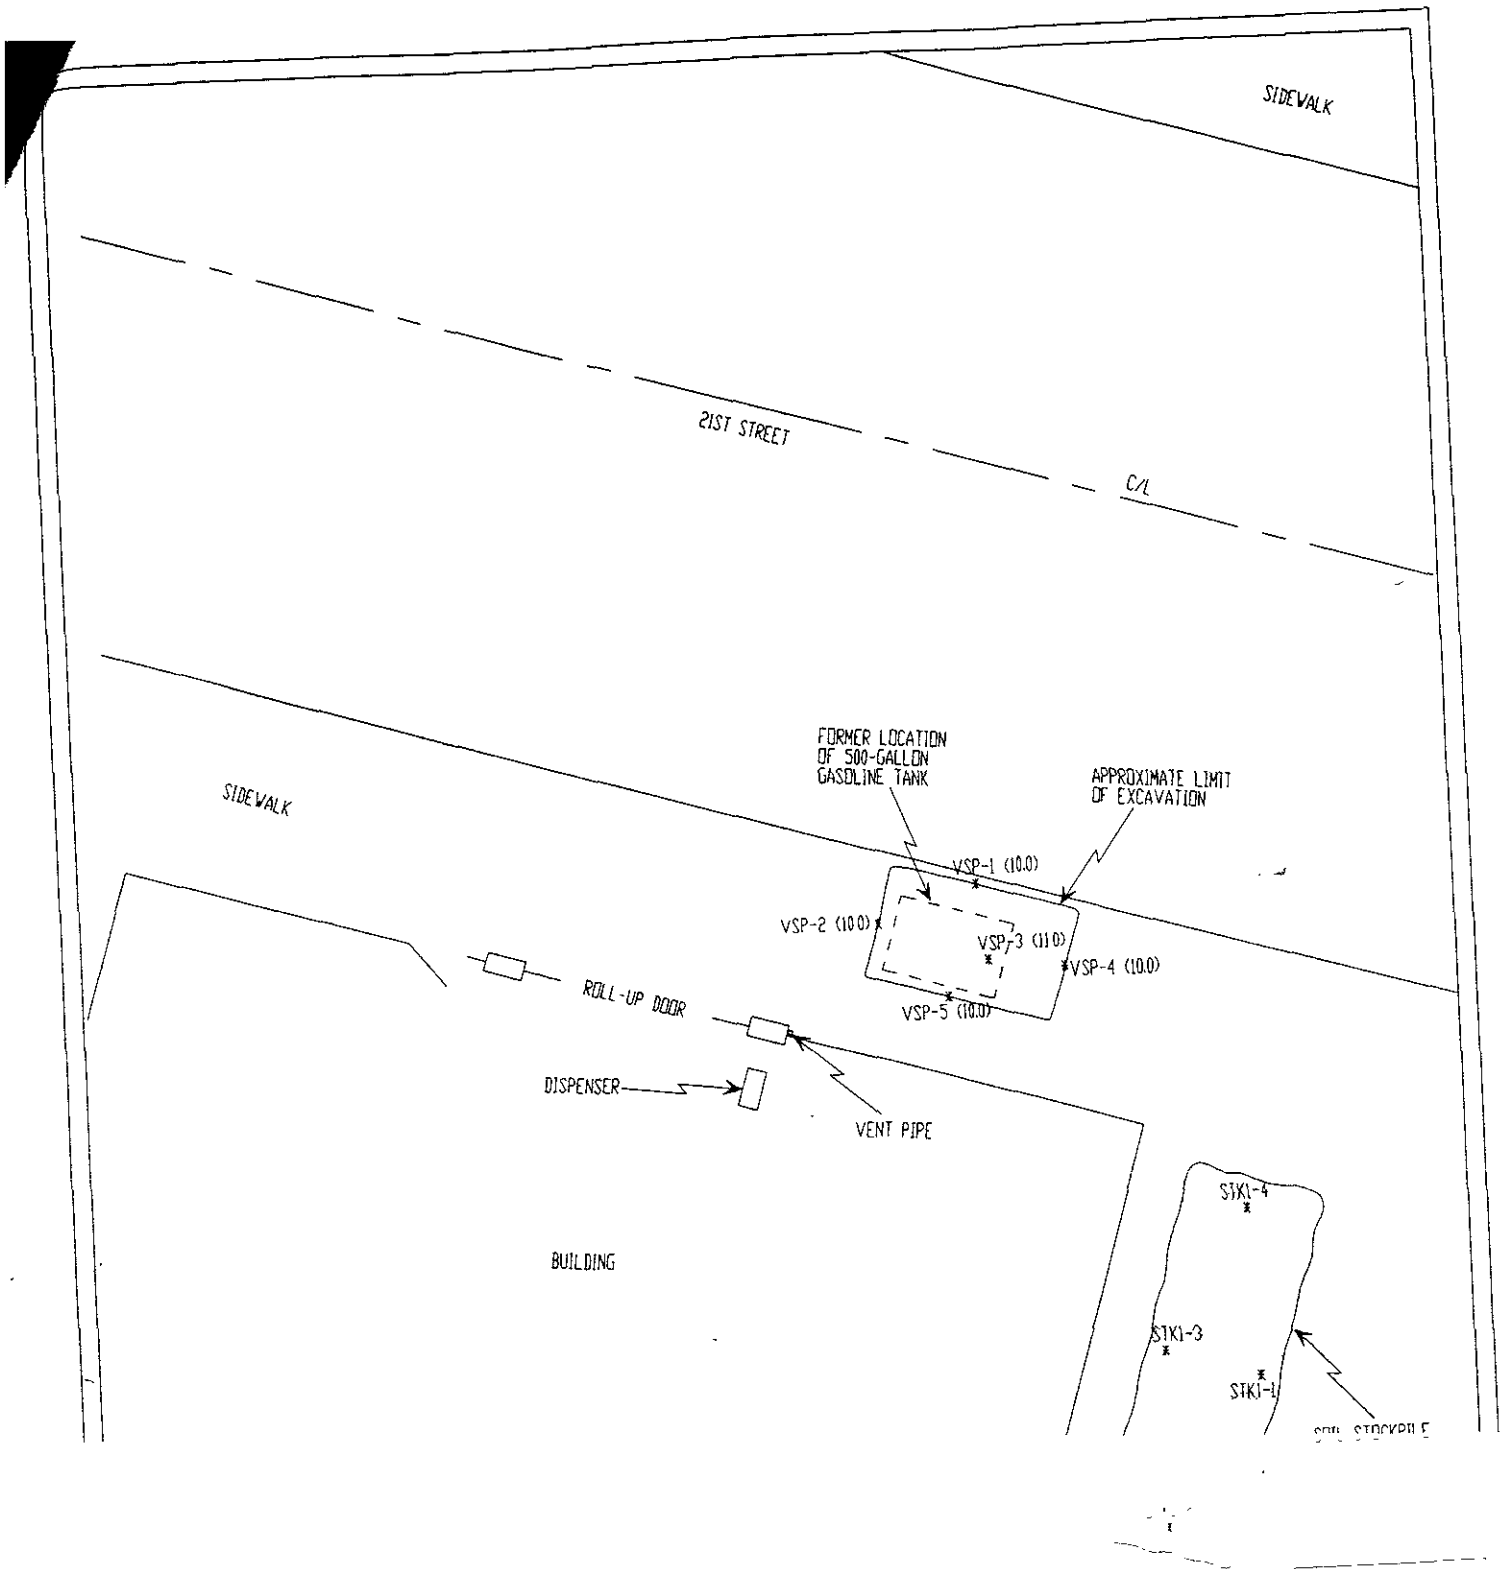 SIDEWALK
21ST STREET
C/L
FORMER LOCATION
OF 500-GALLON
GASOLINE TANK
APPROXIMATE LIMIT
OF EXCAVATION
SIDEWALK
VSP-1 (10.0)
VSP-2 (10.0)
VSP-3 (11.0)
VSP-4 (10.0)
VSP-5 (10.0)
ROLL-UP DOOR
DISPENSER
VENT PIPE
BUILDING
STK1-4
STK1-3
STK1-1
SOIL STOCKPILE